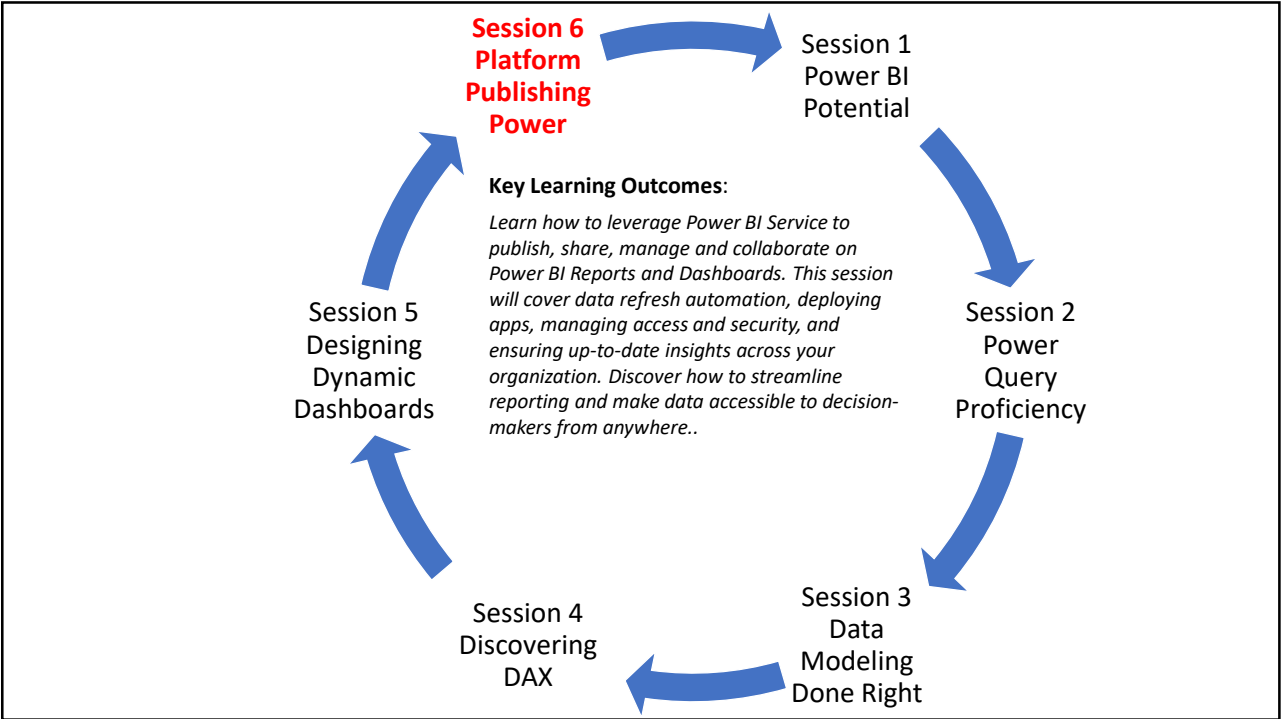 Session 6
Platform
Publishing
Power
Session 1
Power BI
Potential
Key Learning Outcomes:
Learn how to leverage Power BI Service to
publish, share, manage and collaborate on
Power BI Reports and Dashboards. This session
will cover data refresh automation, deploying
apps, managing access and security, and
ensuring up-to-date insights across your
organization. Discover how to streamline
reporting and make data accessible to decision-
makers from anywhere..
Session 2
Power
Query
Proficiency
Session 3
Data
Modeling
Done Right
Session 4
Discovering
DAX
Session 5
Designing
Dynamic
Dashboards